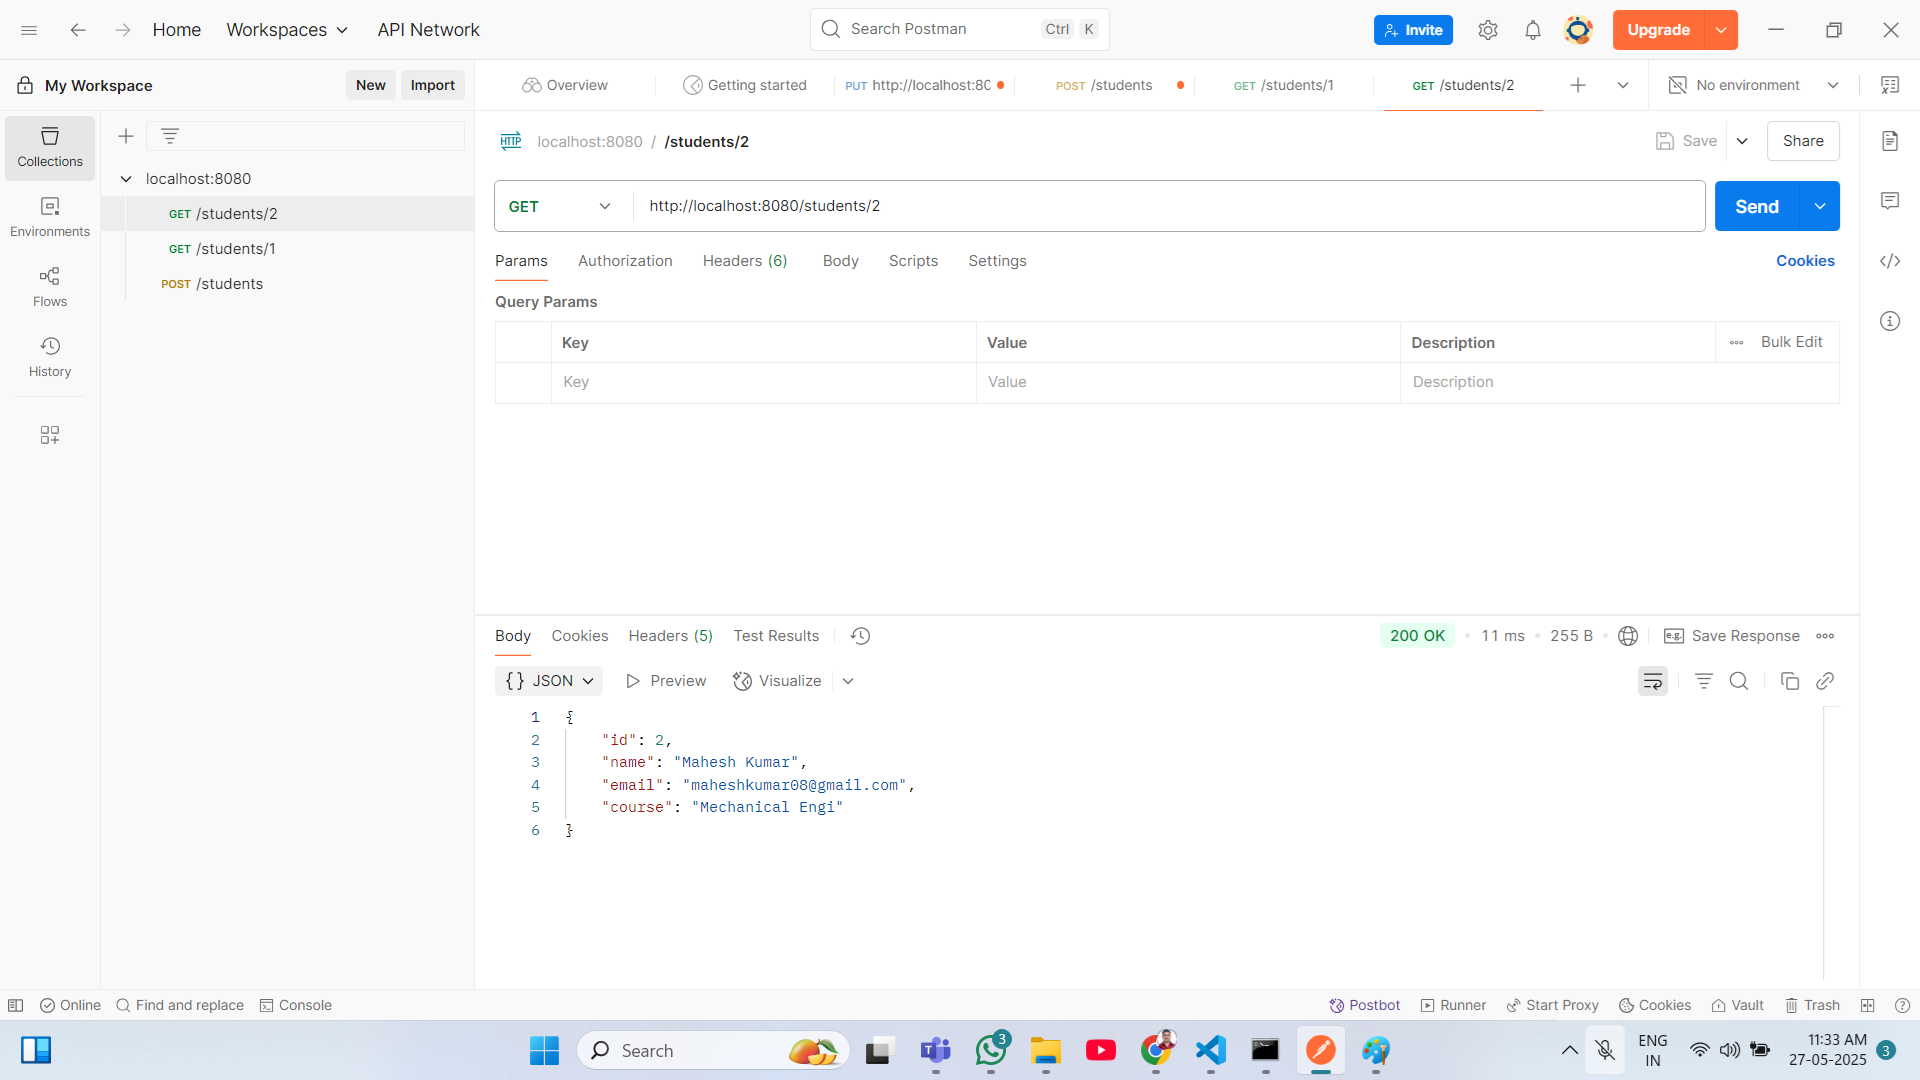 Home
Workspaces
API Network
Search Postman
Ctrl
K
Invite
Upgrade
My Workspace
New
Import
Overview
Getting started
PUT http://localhost:80
POST /students
GET /students/1
GET /students/2
No environment
Collections
Environments
Flows
History
localhost:8080
GET /students/2
GET /students/1
POST /students
HTTP
localhost:8080 / /students/2
Save
Share
GET
http://localhost:8080/students/2
Send
Params
Authorization
Headers (6)
Body
Scripts
Settings
Cookies
Query Params
Key
Value
Description
Bulk Edit
Key
Value
Description
Body
Cookies
Headers (5)
Test Results
200 OK
11 ms
255 B
e.g.
Save Response
{} JSON
Preview
Visualize
1 {
2 "id": 2,
3 "name": "Mahesh Kumar",
4 "email": "maheshkumar08@gmail.com",
5 "course": "Mechanical Engi"
6 }
Online
Find and replace
Console
Postbot
Runner
Start Proxy
Cookies
Vault
Trash
Search
3
ENG
IN
11:33 AM
27-05-2025
3